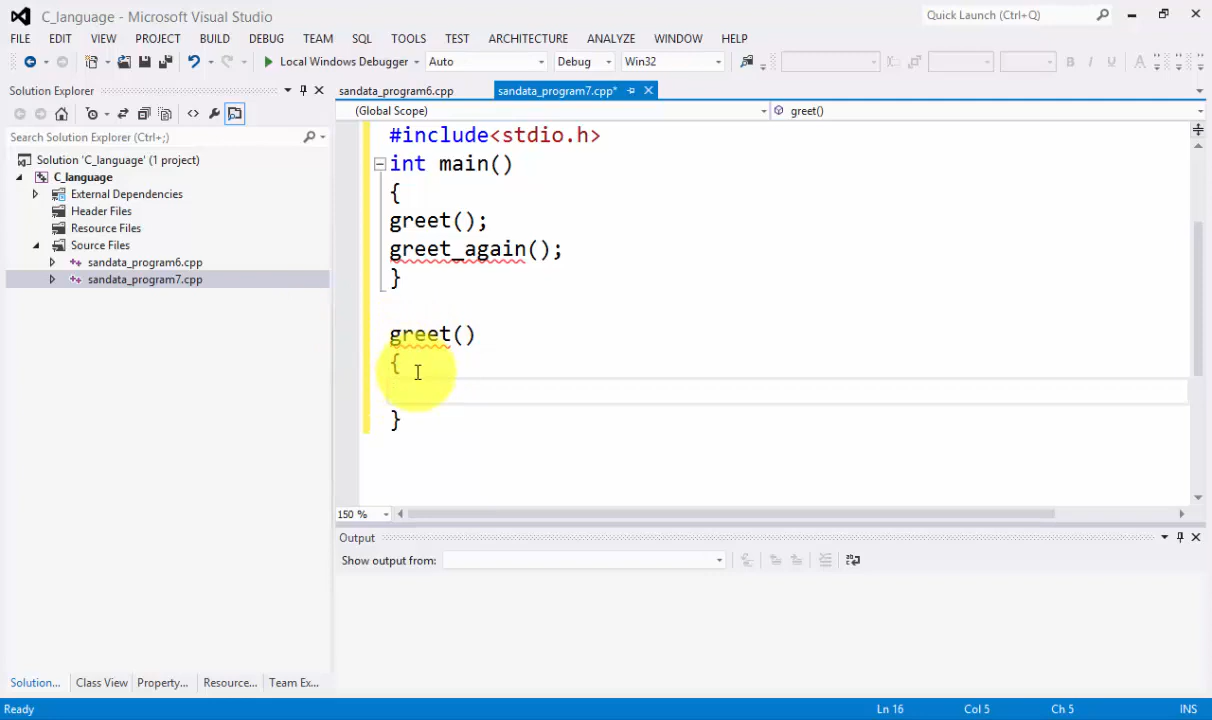 C_language - Microsoft Visual Studio
Quick Launch (Ctrl+Q)
FILE EDIT VIEW PROJECT BUILD DEBUG TEAM SQL TOOLS TEST ARCHITECTURE ANALYZE WINDOW HELP
Local Windows Debugger Auto Debug Win32 A B I U
Solution Explorer
Search Solution Explorer (Ctrl+;)
Solution 'C_language' (1 project)
C_language
External Dependencies
Header Files
Resource Files
Source Files
sandata_program6.cpp
sandata_program7.cpp
Solution... Class View Property... Resource... Team Ex...
sandata_program6.cpp sandata_program7.cpp*
(Global Scope) greet()
#include<stdio.h>
int main()
{
greet();
greet_again();
}
greet()
{
}
150 %
Output
Show output from:
Ready Ln 16 Col 5 Ch 5 INS